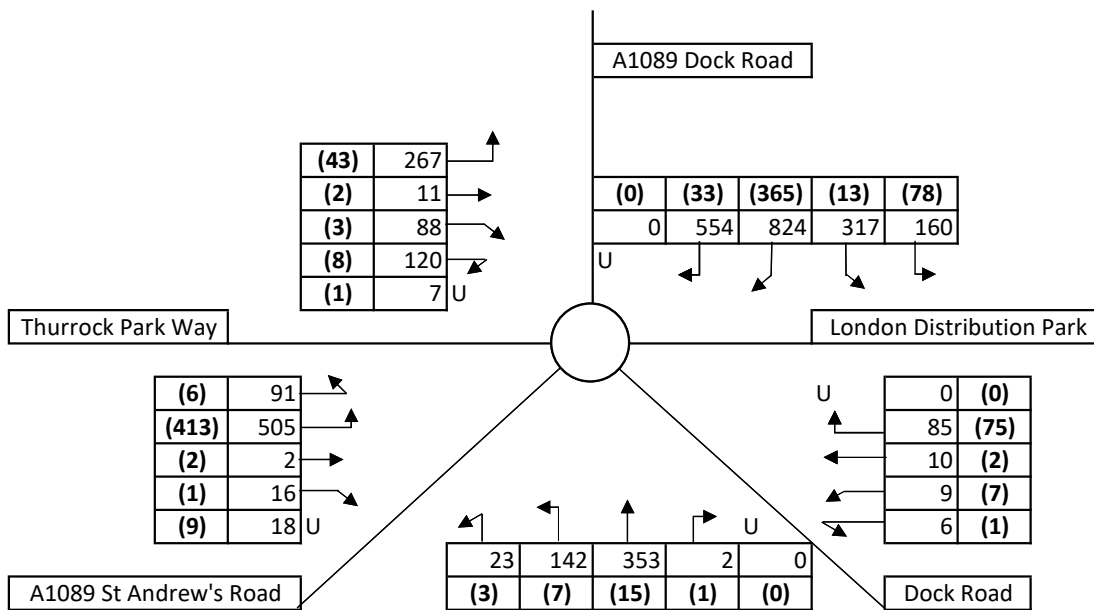 A1089 Dock Road
(43) 267
(2) 11
(3) 88
(8) 120
(1) 7 U
(0) (33) (365) (13) (78)
0 554 824 317 160
U
Thurrock Park Way
London Distribution Park
(6) 91
(413) 505
(2) 2
(1) 16
(9) 18 U
U 0 (0)
85 (75)
10 (2)
9 (7)
6 (1)
U
23 142 353 2 0
(3) (7) (15) (1) (0)
A1089 St Andrew's Road
Dock Road